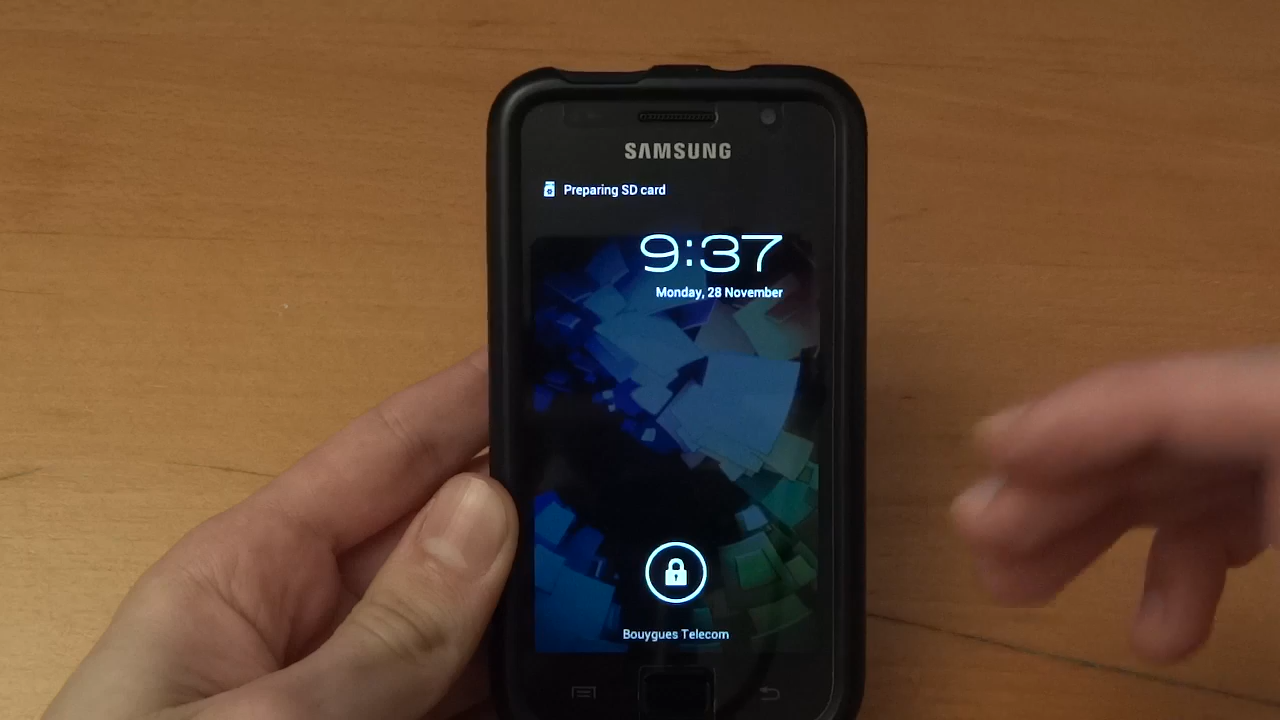 SAMSUNG
Preparing SD card
9:37
Monday, 28 November
Bouygues Telecom